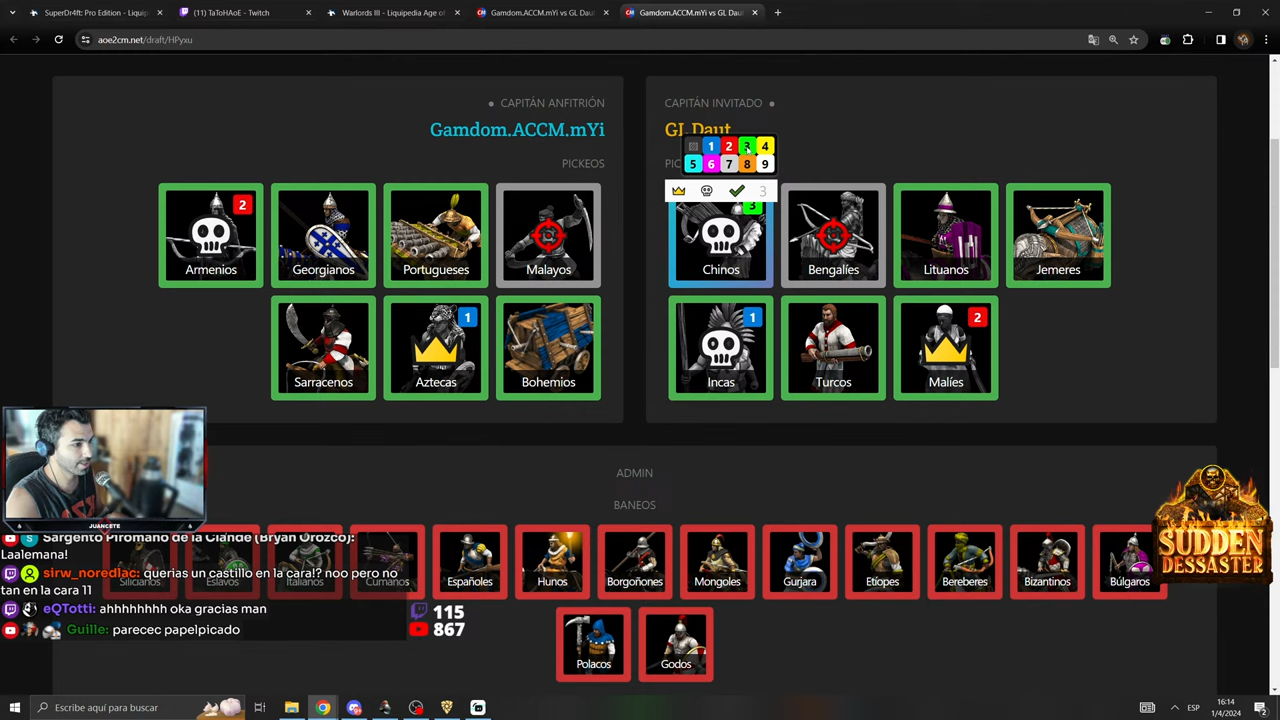 SuperDr4ft: Pro Edition - Liquip
(11) TaToHAoE - Twitch
Warlords III - Liquipedia Age of
Gamdom.ACCM.mYi vs GL Daut
Gamdom.ACCM.mYi vs GL Daut
aoe2cm.net/draft/HPyxu
CAPITÁN ANFITRIÓN
CAPITÁN INVITADO
Gamdom.ACCM.mYi
GL Daut
1 2 3 4
PICKEOS
5 6 7 8 9
3
2
3
Armenios
Georgianos
Portugueses
Malayos
Chinos
Bengalíes
Lituanos
Jemeres
1
1
2
Sarracenos
Aztecas
Bohemios
Incas
Turcos
Malíes
ADMIN
BANEOS
JUANCETE
Sargento Piromano de la Clande (Bryan Orozco):
Laalemana!
sirw_noredlac: querias un castillo en la cara!? noo pero no
tan en la cara 11
eQTotti: ahhhhhhhh oka gracias man
Guille: parecec papelpicado
115
867
Sicilianos
Eslavos
Italianos
Cumanos
Españoles
Hunos
Borgoñones
Mongoles
Gurjara
Etíopes
Bereberes
Bizantinos
Búlgaros
SUDDEN
DESSASTER
Polacos
Godos
Escribe aquí para buscar
ESP
16:14
1/4/2024
2